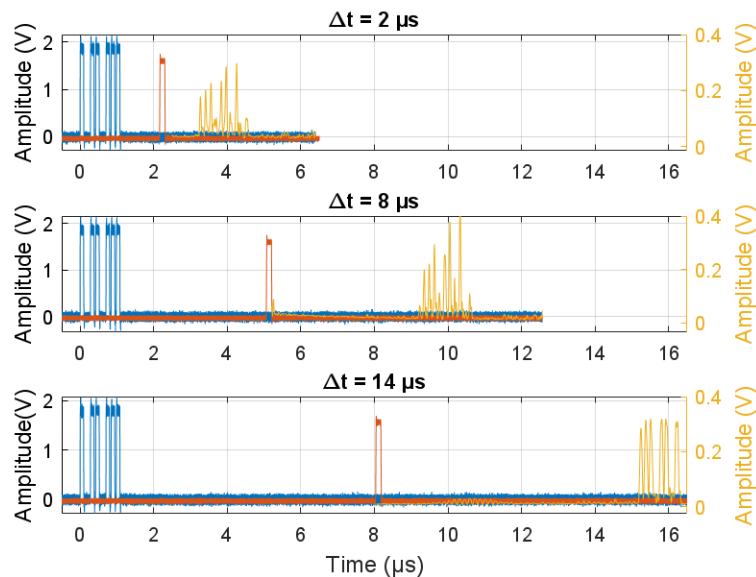 Δt = 2 μs
Amplitude (V)
2
1
0
0.4
0.2
0
Amplitude (V)
0 2 4 6 8 10 12 14 16
Δt = 8 μs
Amplitude (V)
2
1
0
0.4
0.2
0
Amplitude (V)
0 2 4 6 8 10 12 14 16
Δt = 14 μs
Amplitude(V)
2
1
0
0.4
0.2
0
Amplitude (V)
0 2 4 6 8 10 12 14 16
Time (μs)